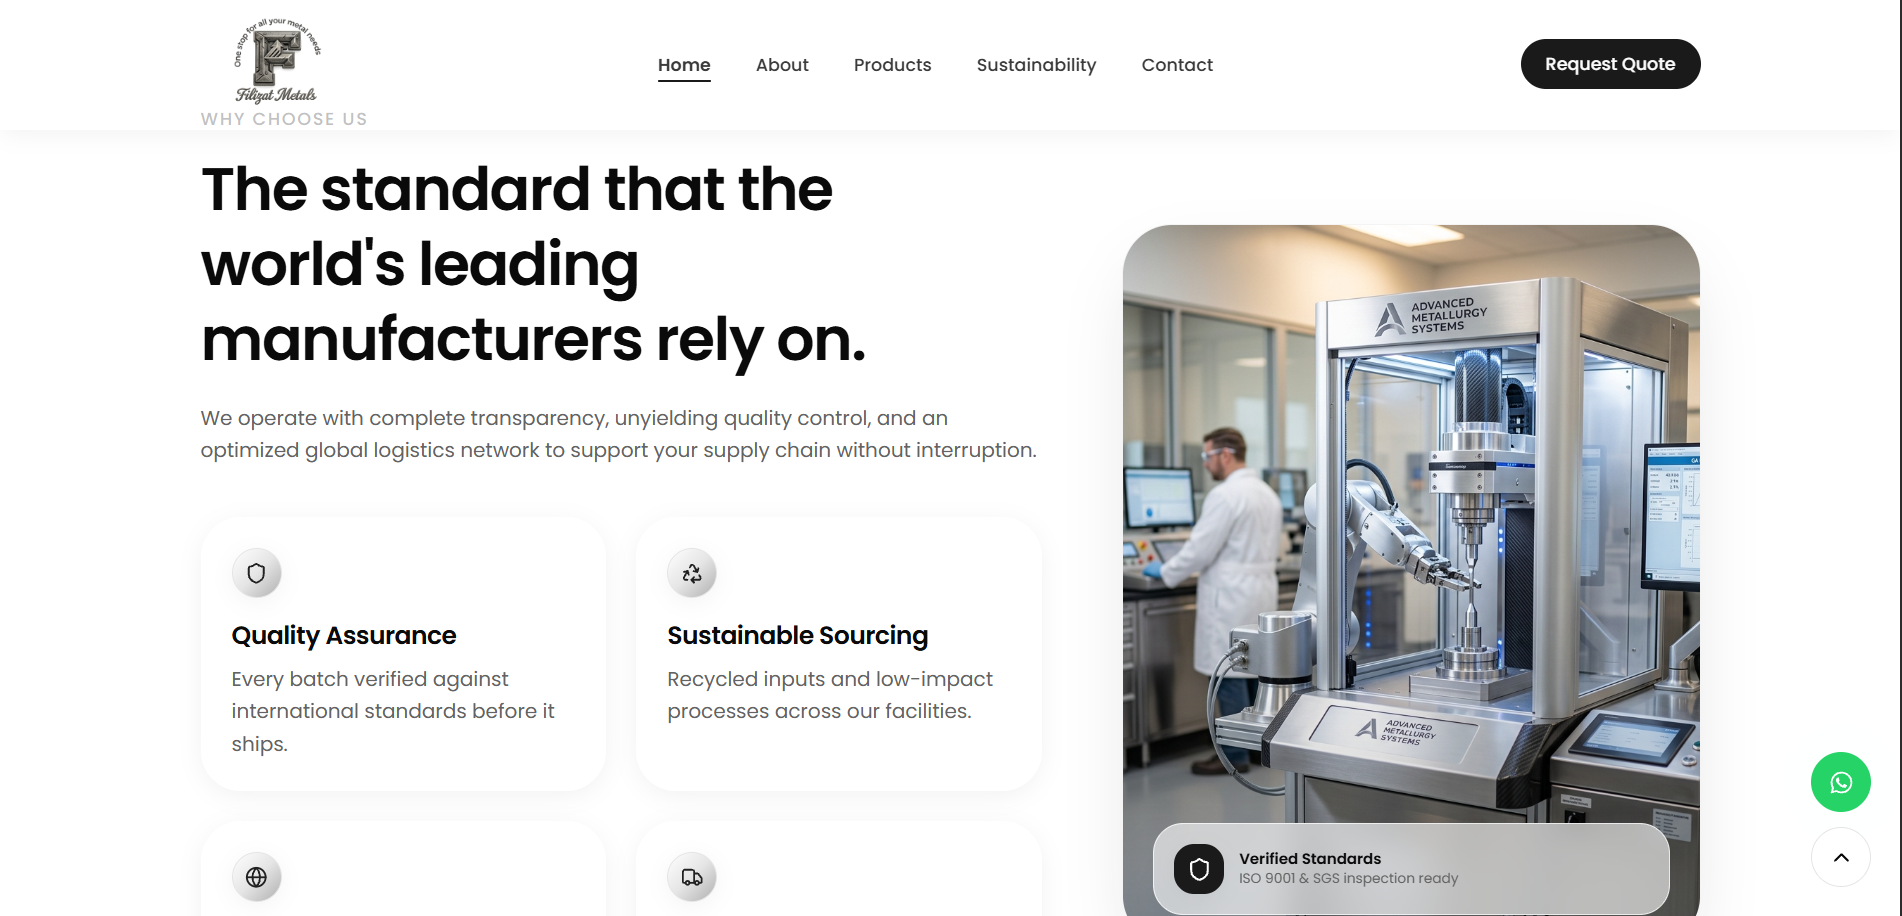 One stop for all your metal needs
Filizat Metals
Home
About
Products
Sustainability
Contact
Request Quote
WHY CHOOSE US
The standard that the
world's leading
manufacturers rely on.
We operate with complete transparency, unyielding quality control, and an
optimized global logistics network to support your supply chain without interruption.
Quality Assurance
Every batch verified against
international standards before it
ships.
Sustainable Sourcing
Recycled inputs and low-impact
processes across our facilities.
ADVANCED
METALLURGY
SYSTEMS
ADVANCED
METALLURGY
SYSTEMS
Verified Standards
ISO 9001 & SGS inspection ready